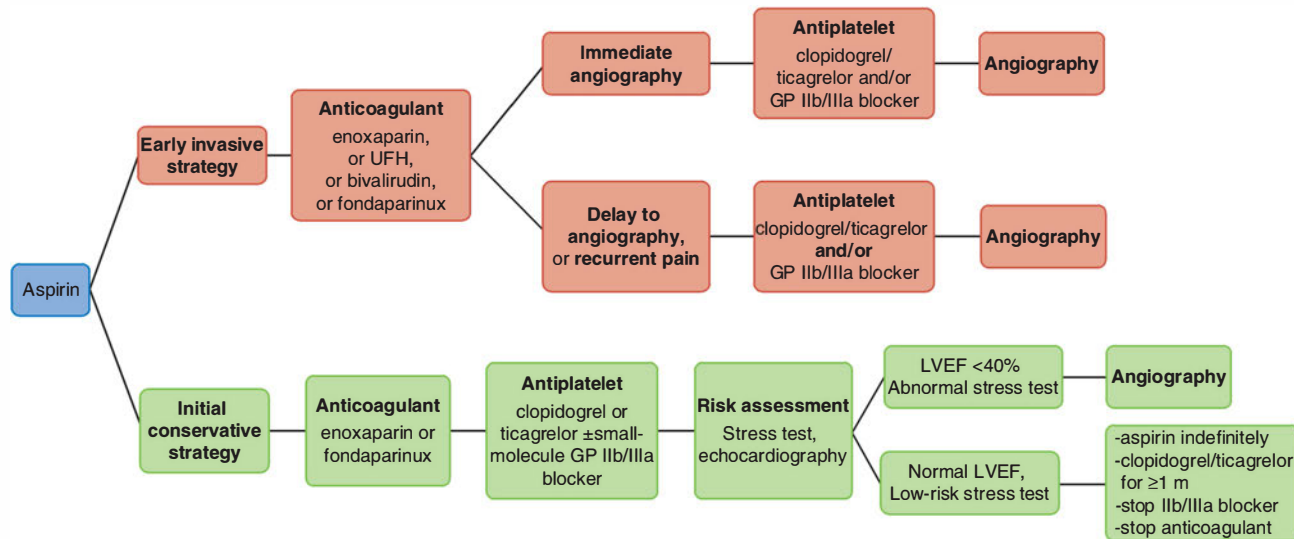 Aspirin
Early invasive
strategy
Anticoagulant
enoxaparin,
or UFH,
or bivalirudin,
or fondaparinux
Immediate
angiography
Antiplatelet
clopidogrel/
ticagrelor and/or
GP IIb/IIIa blocker
Angiography
Delay to
angiography,
or recurrent pain
Antiplatelet
clopidogrel/ticagrelor
and/or
GP IIb/IIIa blocker
Angiography
Initial
conservative
strategy
Anticoagulant
enoxaparin or
fondaparinux
Antiplatelet
clopidogrel or
ticagrelor ±small-
molecule GP IIb/IIIa
blocker
Risk assessment
Stress test,
echocardiography
LVEF <40%
Abnormal stress test
Angiography
Normal LVEF,
Low-risk stress test
-aspirin indefinitely
-clopidogrel/ticagrelor
for ≥1 m
-stop IIb/IIIa blocker
-stop anticoagulant